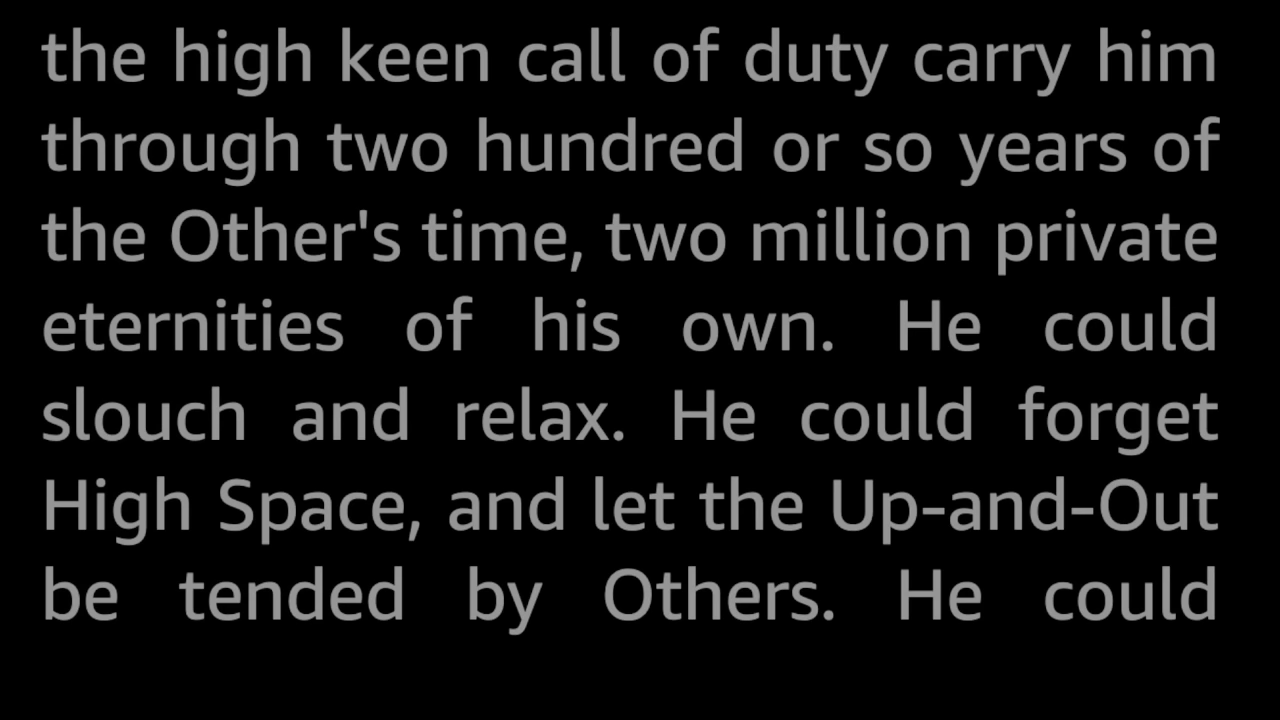 the high keen call of duty carry him
through two hundred or so years of
the Other's time, two million private
eternities of his own. He could
slouch and relax. He could forget
High Space, and let the Up-and-Out
be tended by Others. He could